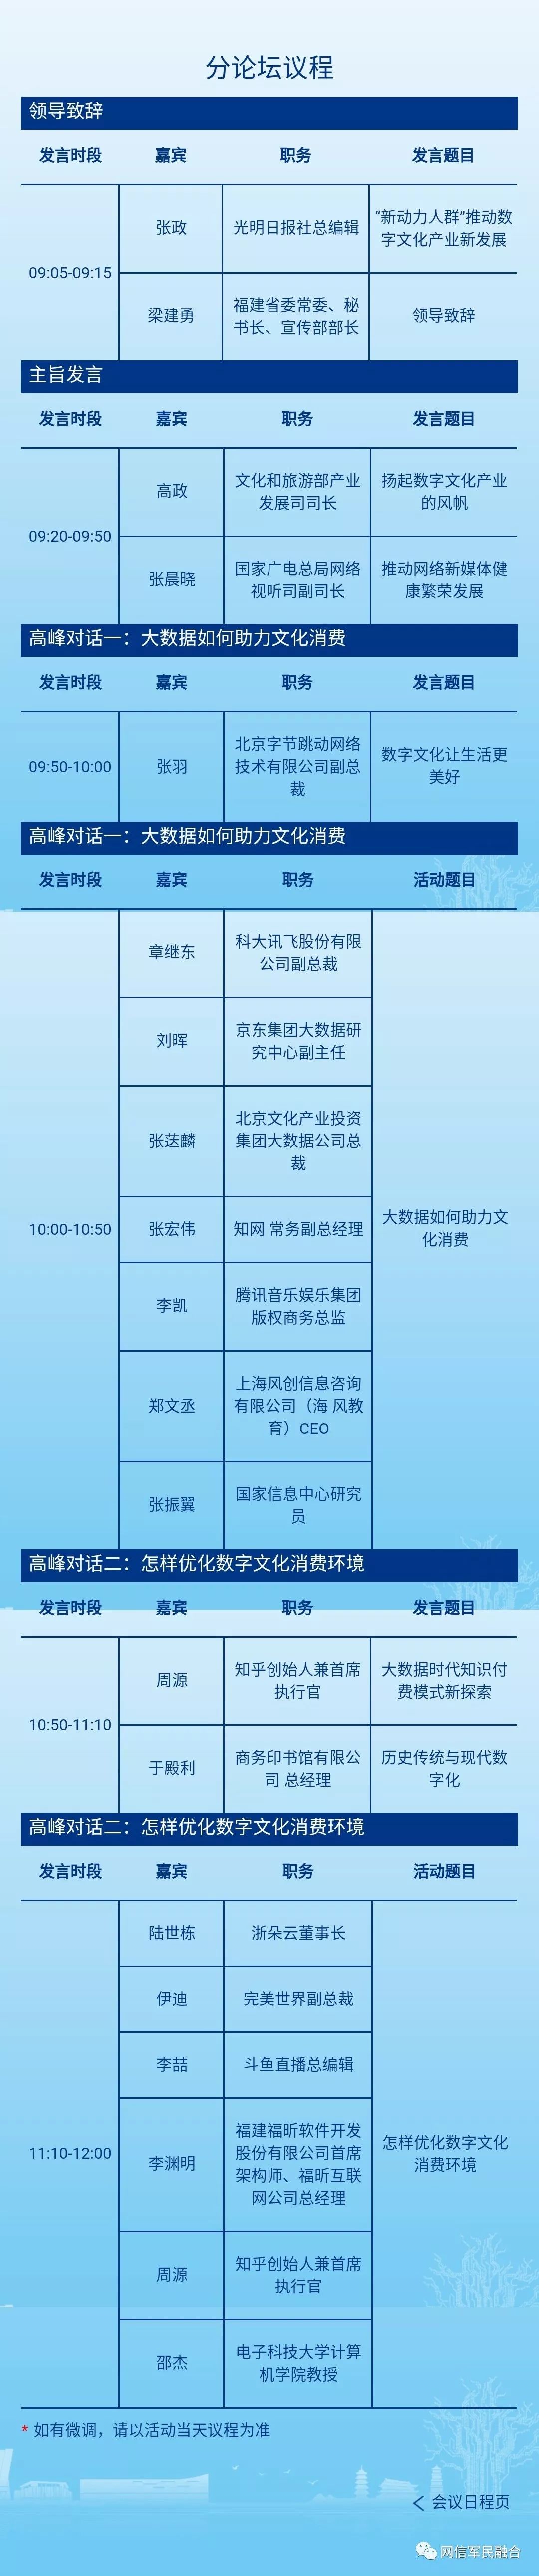 分论坛议程
领导致辞
发言时段 嘉宾 职务 发言题目
09:05-09:15
张政 光明日报社总编辑 “新动力人群”推动数
字文化产业新发展
梁建勇 福建省委常委、秘
书长、宣传部部长 领导致辞
主旨发言
发言时段 嘉宾 职务 发言题目
09:20-09:50
高政 文化和旅游部产业
发展司司长 扬起数字文化产业
的风帆
张晨晓 国家广电总局网络
视听司副司长 推动网络新媒体健
康繁荣发展
高峰对话一：大数据如何助力文化消费
发言时段 嘉宾 职务 发言题目
09:50-10:00 张羽 北京字节跳动网络
技术有限公司副总
裁 数字文化让生活更
美好
高峰对话一：大数据如何助力文化消费
发言时段 嘉宾 职务 活动题目
章继东 科大讯飞股份有限
公司副总裁
刘晖 京东集团大数据研
究中心副主任
张荙麟 北京文化产业投资
集团大数据公司总
裁
10:00-10:50 张宏伟 知网 常务副总经理 大数据如何助力文
化消费
李凯 腾讯音乐娱乐集团
版权商务总监
郑文丞 上海风创信息咨询
有限公司（海 风教
育）CEO
张振翼 国家信息中心研究
员
高峰对话二：怎样优化数字文化消费环境
发言时段 嘉宾 职务 发言题目
10:50-11:10
周源 知乎创始人兼首席
执行官 大数据时代知识付
费模式新探索
于殿利 商务印书馆有限公
司 总经理 历史传统与现代数
字化
高峰对话二：怎样优化数字文化消费环境
发言时段 嘉宾 职务 活动题目
陆世栋 浙朵云董事长
伊迪 完美世界副总裁
李喆 斗鱼直播总编辑
11:10-12:00 李渊明 福建福昕软件开发
股份有限公司首席
架构师、福昕互联
网公司总经理 怎样优化数字文化
消费环境
周源 知乎创始人兼首席
执行官
邵杰 电子科技大学计算
机学院教授
* 如有微调，请以活动当天议程为准
< 会议日程页
网信军民融合